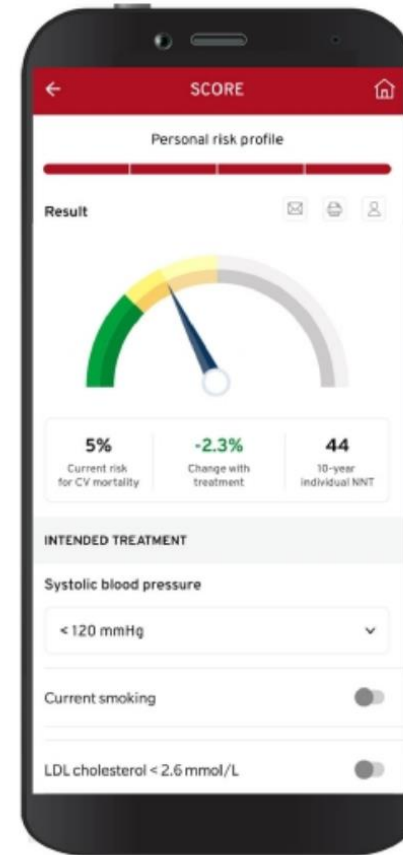 SCORE
Personal risk profile
Result
5%
Current risk
for CV mortality
-2.3%
Change with
treatment
44
10-year
individual NNT
INTENDED TREATMENT
Systolic blood pressure
< 120 mmHg
Current smoking
LDL cholesterol < 2.6 mmol/L